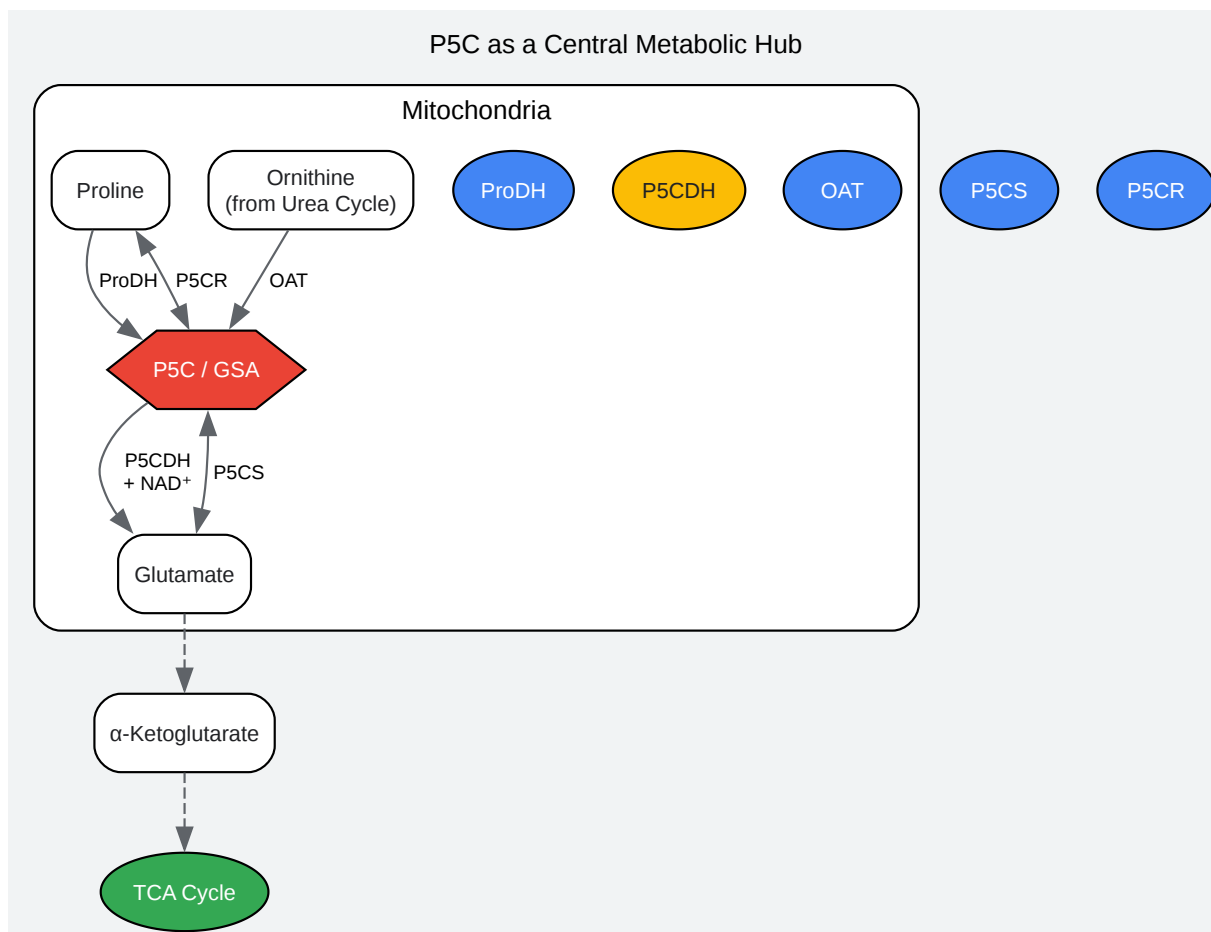 P5C as a Central Metabolic Hub
Mitochondria
Proline
Ornithine
(from Urea Cycle)
ProDH
P5CDH
OAT
P5CS
P5CR
ProDH
P5CR
OAT
P5C / GSA
P5CDH
+ NAD⁺
P5CS
Glutamate
α-Ketoglutarate
TCA Cycle